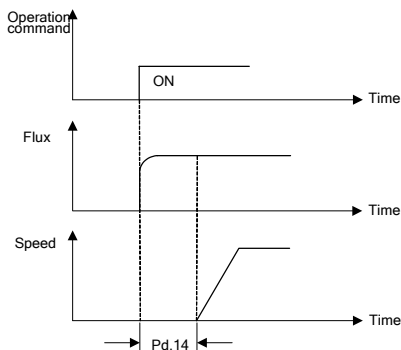 Operation
command
ON
Time
Flux
Time
Speed
Time
Pd.14